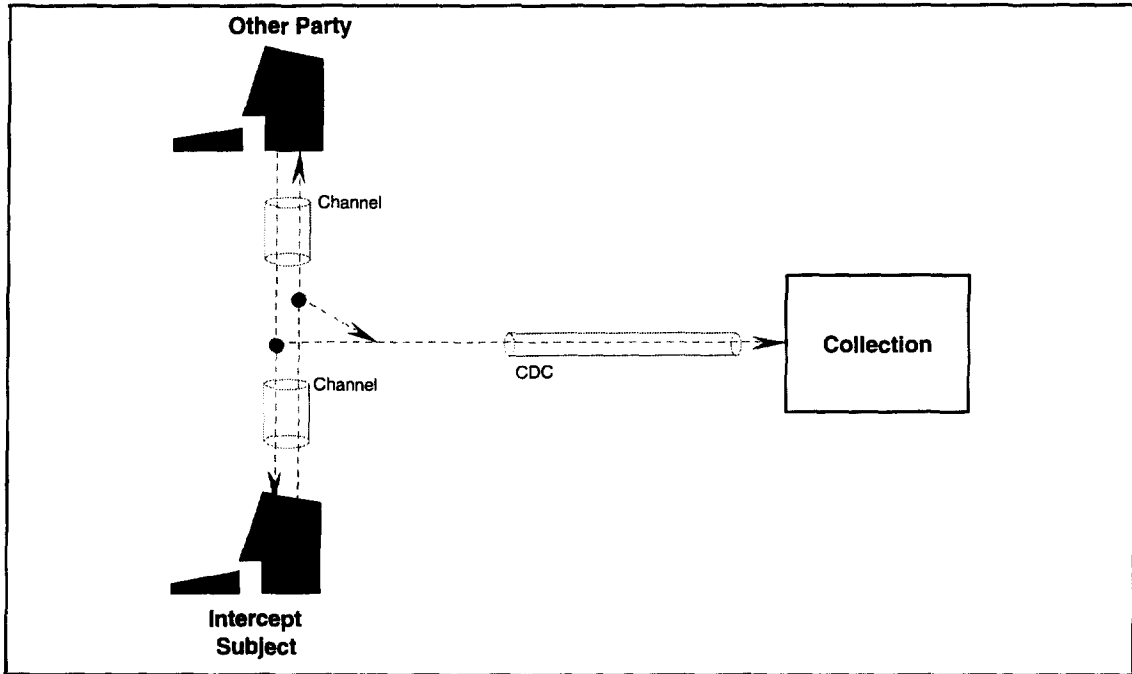 Other Party
Channel
Channel
CDC
Collection
Intercept
Subject